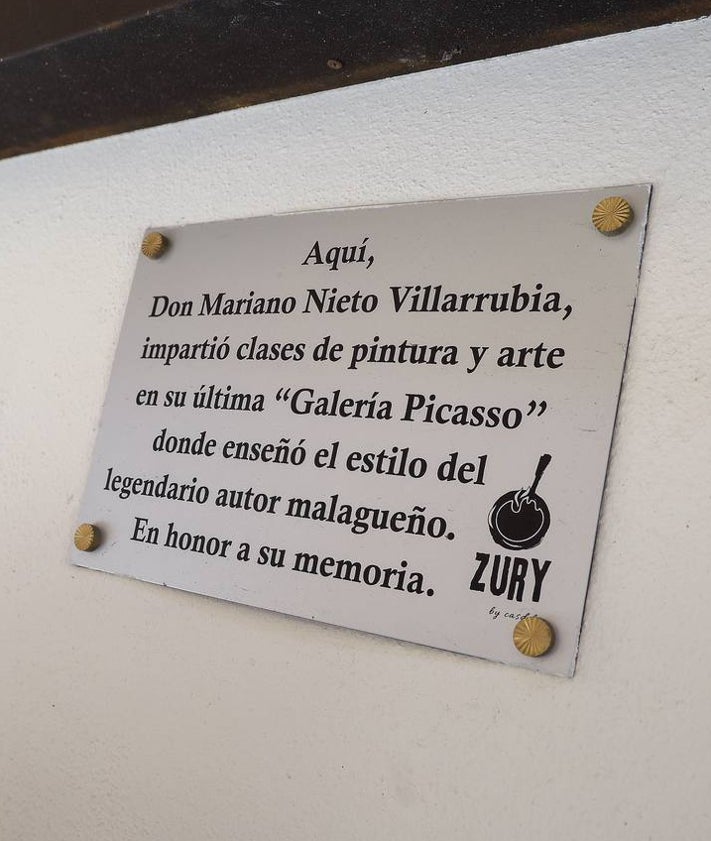 Aquí,
Don Mariano Nieto Villarrubia,
impartió clases de pintura y arte
en su última “Galería Picasso”
donde enseñó el estilo del
legendario autor malagueño.
En honor a su memoria.
ZURY
by